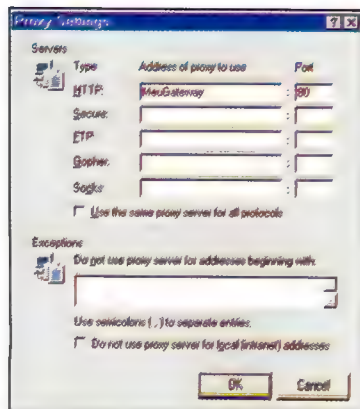 Proxy Settings
Servers
Type Address of proxy to use Port
HTTP: MeuGateway : 80
Secure: :
FTP: :
Gopher: :
Socks: :
Use the same proxy server for all protocols
Exceptions
Do not use proxy server for addresses beginning with:
Use semicolons ( ; ) to separate entries.
Do not use proxy server for local (intranet) addresses
OK Cancel